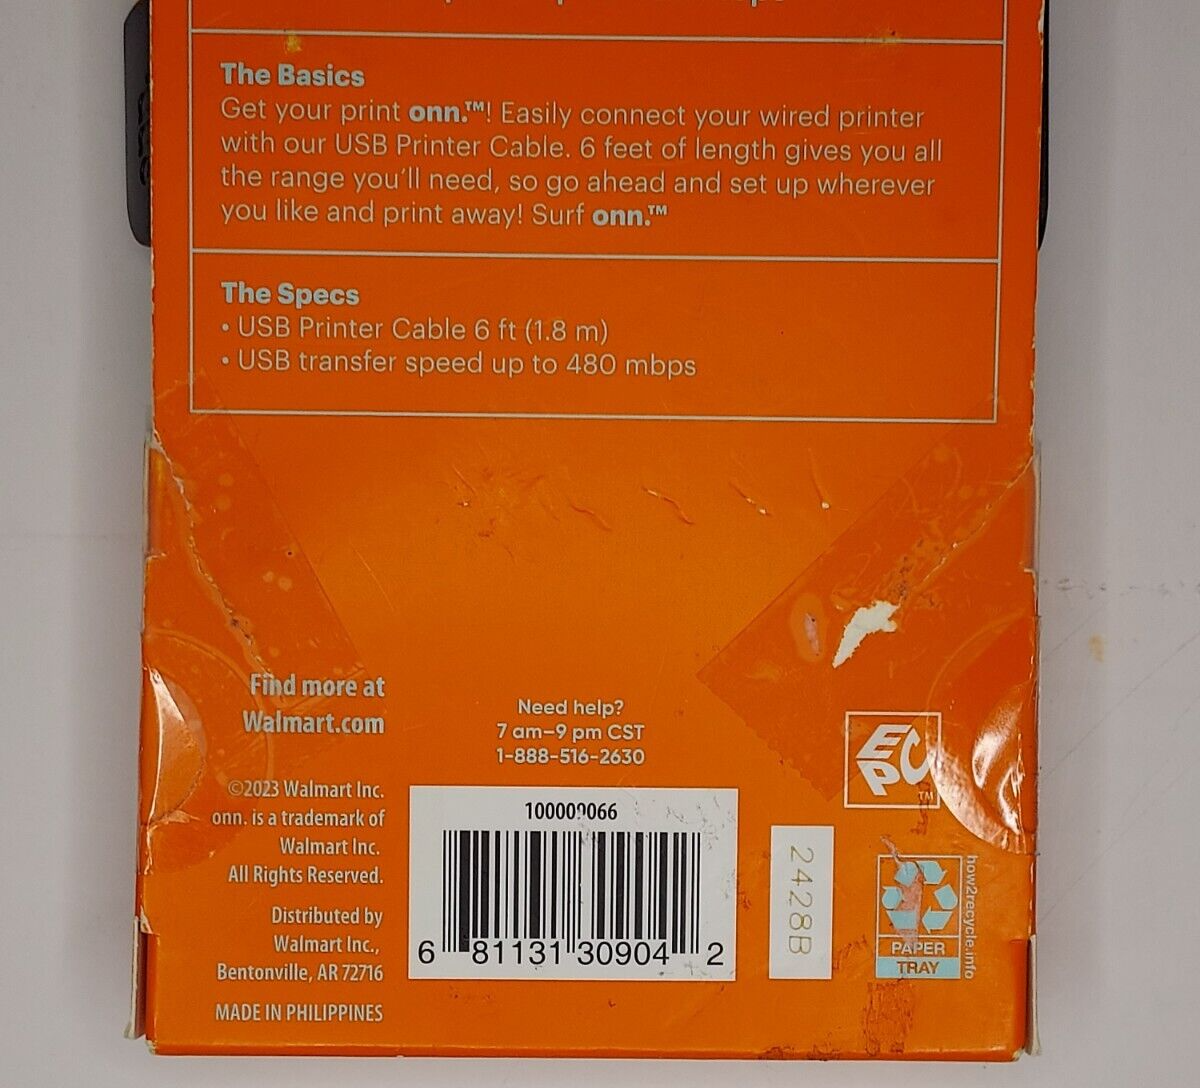 The Basics
Get your print onn.™! Easily connect your wired printer
with our USB Printer Cable. 6 feet of length gives you all
the range you'll need, so go ahead and set up wherever
you like and print away! Surf onn.™
The Specs
• USB Printer Cable 6 ft (1.8 m)
• USB transfer speed up to 480 mbps
Find more at
Walmart.com
Need help?
7 am–9 pm CST
1-888-516-2630
©2023 Walmart Inc.
onn. is a trademark of
Walmart Inc.
All Rights Reserved.
Distributed by
Walmart Inc.,
Bentonville, AR 72716
MADE IN PHILIPPINES
100009066
6 81131 30904 2
2428B
EPC™
how2recycle.info
PAPER
TRAY